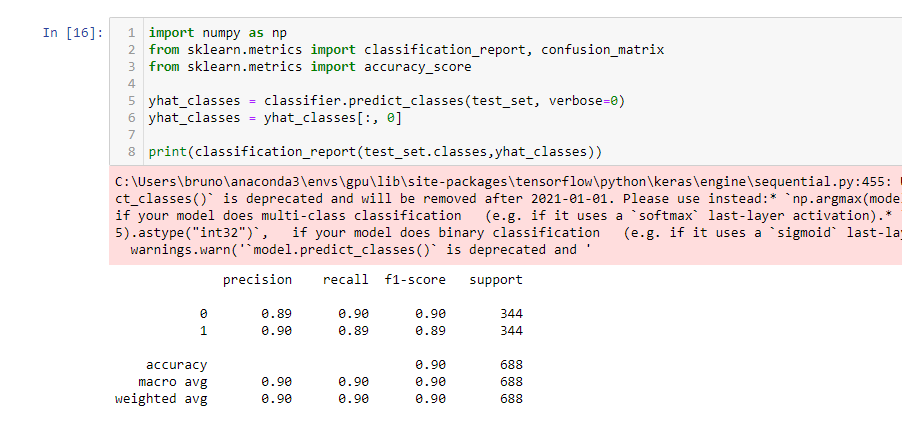 In [16]:
1 import numpy as np
2 from sklearn.metrics import classification_report, confusion_matrix
3 from sklearn.metrics import accuracy_score
4
5 yhat_classes = classifier.predict_classes(test_set, verbose=0)
6 yhat_classes = yhat_classes[:, 0]
7
8 print(classification_report(test_set.classes,yhat_classes))
C:\Users\bruno\anaconda3\envs\gpu\lib\site-packages\tensorflow\python\keras\engine\sequential.py:455:
ct_classes()` is deprecated and will be removed after 2021-01-01. Please use instead:* `np.argmax(mode
if your model does multi-class classification   (e.g. if it uses a `softmax` last-layer activation).* `
5).astype("int32")`,   if your model does binary classification   (e.g. if it uses a `sigmoid` last-la
warnings.warn('`model.predict_classes()` is deprecated and '
precision recall f1-score support
0 0.89 0.90 0.90 344
1 0.90 0.89 0.89 344
accuracy 0.90 688
macro avg 0.90 0.90 0.90 688
weighted avg 0.90 0.90 0.90 688